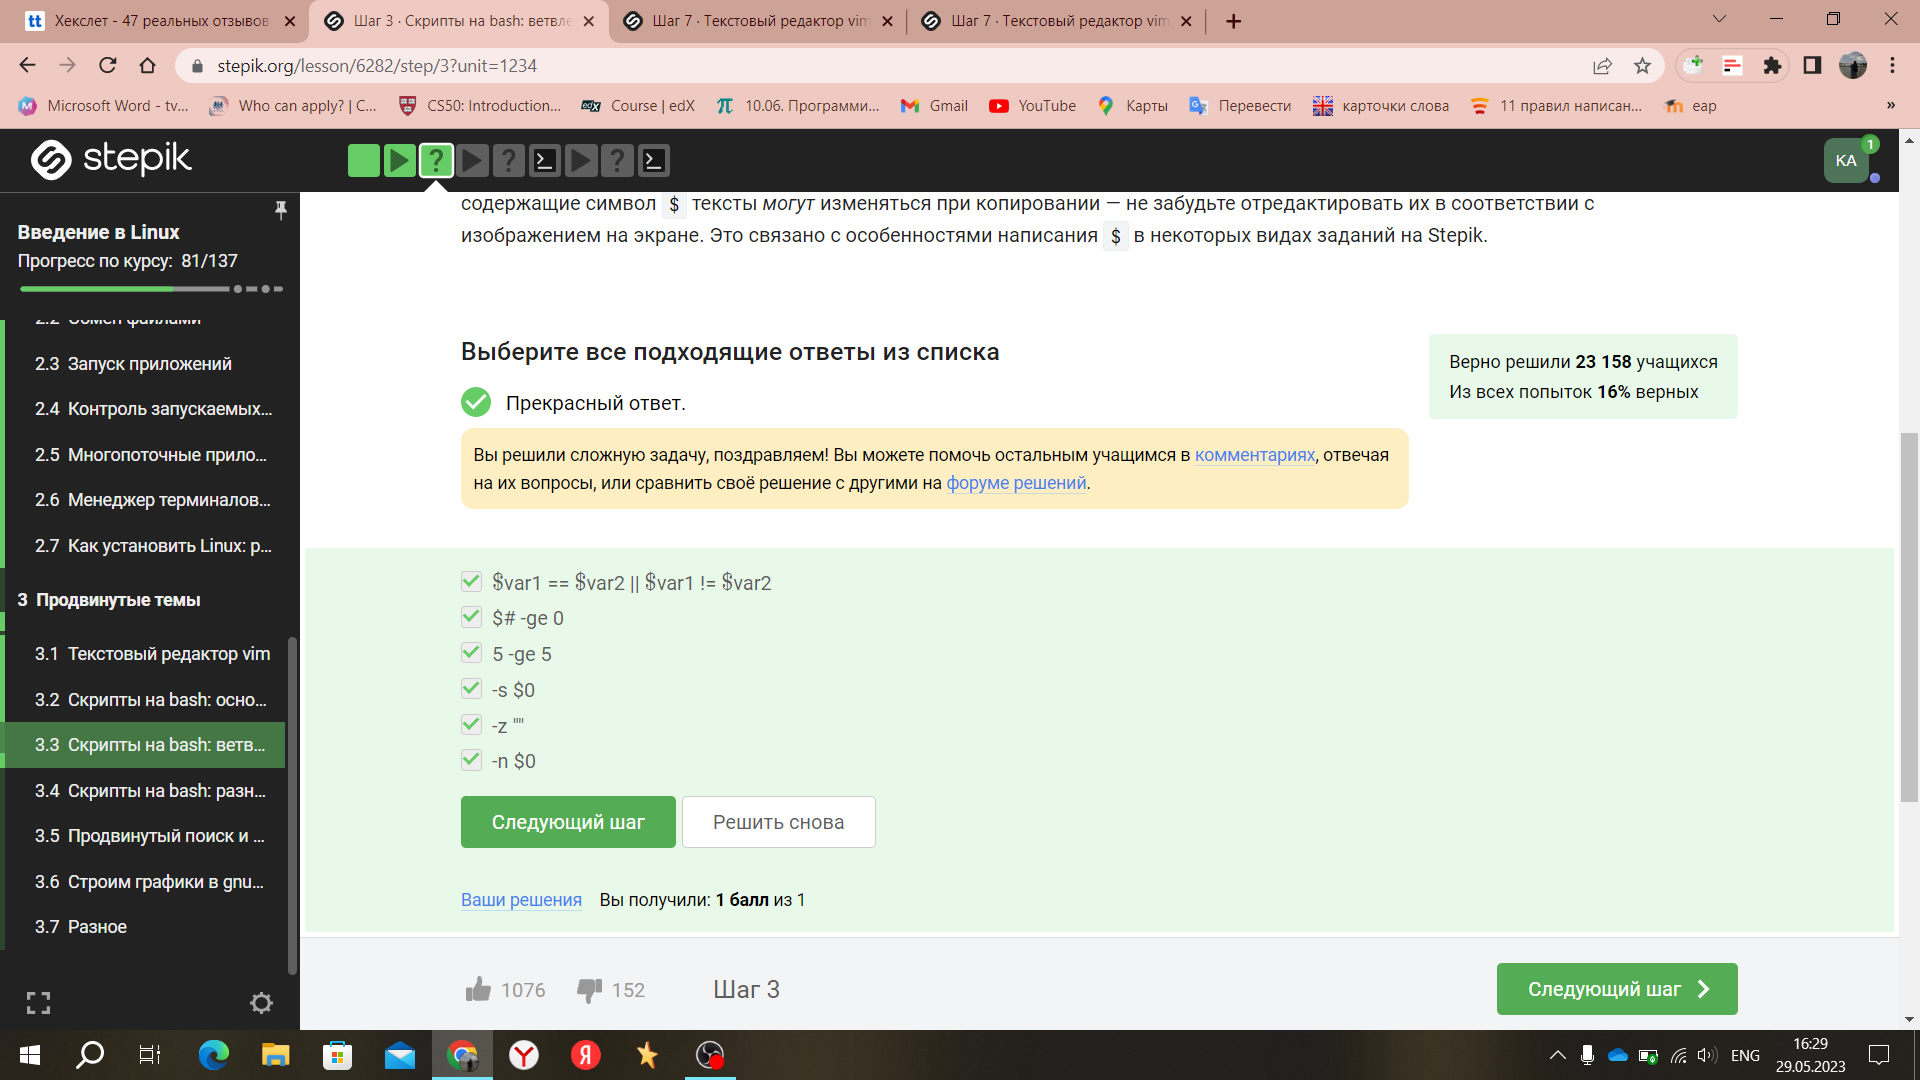 Хекслет - 47 реальных отзывов
Шаг 3 · Скрипты на bash: ветвле
Шаг 7 · Текстовый редактор vim
Шаг 7 · Текстовый редактор vim
stepik.org/lesson/6282/step/3?unit=1234
Microsoft Word - tv...
Who can apply? | C...
CS50: Introduction...
edX
Course | edX
10.06. Программи...
Gmail
YouTube
Карты
Перевести
карточки слова
11 правил написан...
eap
»
stepik
KA
1
Введение в Linux
Прогресс по курсу: 81/137
2.2 Обмен файлами
2.3 Запуск приложений
2.4 Контроль запускаемых...
2.5 Многопоточные прило...
2.6 Менеджер терминалов...
2.7 Как установить Linux: р...
3 Продвинутые темы
3.1 Текстовый редактор vim
3.2 Скрипты на bash: осно...
3.3 Скрипты на bash: ветв...
3.4 Скрипты на bash: разн...
3.5 Продвинутый поиск и ...
3.6 Строим графики в gnu...
3.7 Разное
содержащие символ $ тексты могут изменяться при копировании — не забудьте отредактировать их в соответствии с
изображением на экране. Это связано с особенностями написания $ в некоторых видах заданий на Stepik.
Выберите все подходящие ответы из списка
Верно решили 23 158 учащихся
Из всех попыток 16% верных
Прекрасный ответ.
Вы решили сложную задачу, поздравляем! Вы можете помочь остальным учащимся в комментариях, отвечая
на их вопросы, или сравнить своё решение с другими на форуме решений.
$var1 == $var2 || $var1 != $var2
$# -ge 0
5 -ge 5
-s $0
-z ""
-n $0
Следующий шаг
Решить снова
Ваши решения Вы получили: 1 балл из 1
1076
152
Шаг 3
Следующий шаг
ENG
16:29
29.05.2023